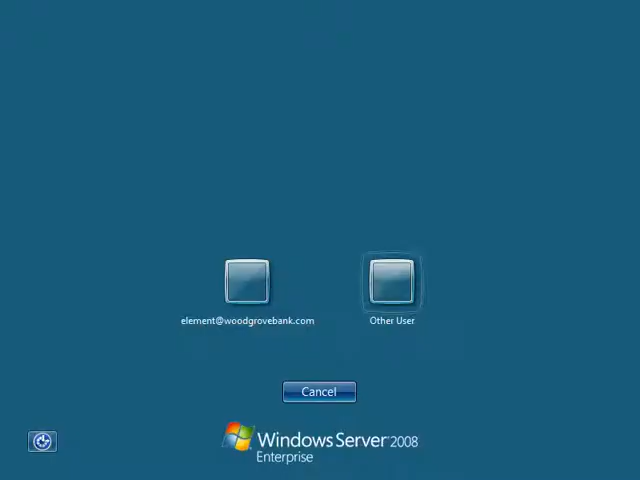 element@woodgrovebank.com
Other User
Cancel
Windows Server 2008
Enterprise